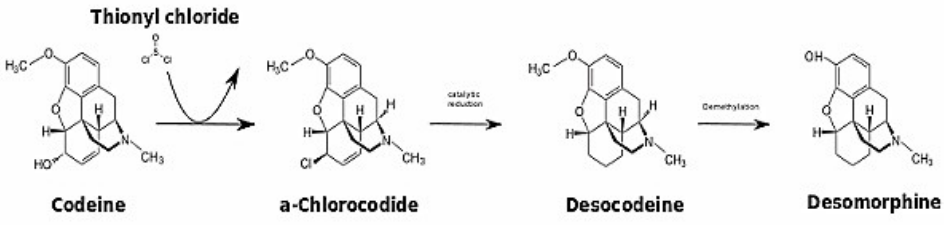 Thionyl chloride
O
S
Cl Cl
H₃C O
O
H
H
HO
N
CH₃
H₃C O
O
H
H
H
Cl
N
CH₃
catalytic
reduction
H₃C O
O
H
H
H
N
CH₃
Demethylation
OH
O
H
H
N
CH₃
Codeine
a-Chlorocodide
Desocodeine
Desomorphine